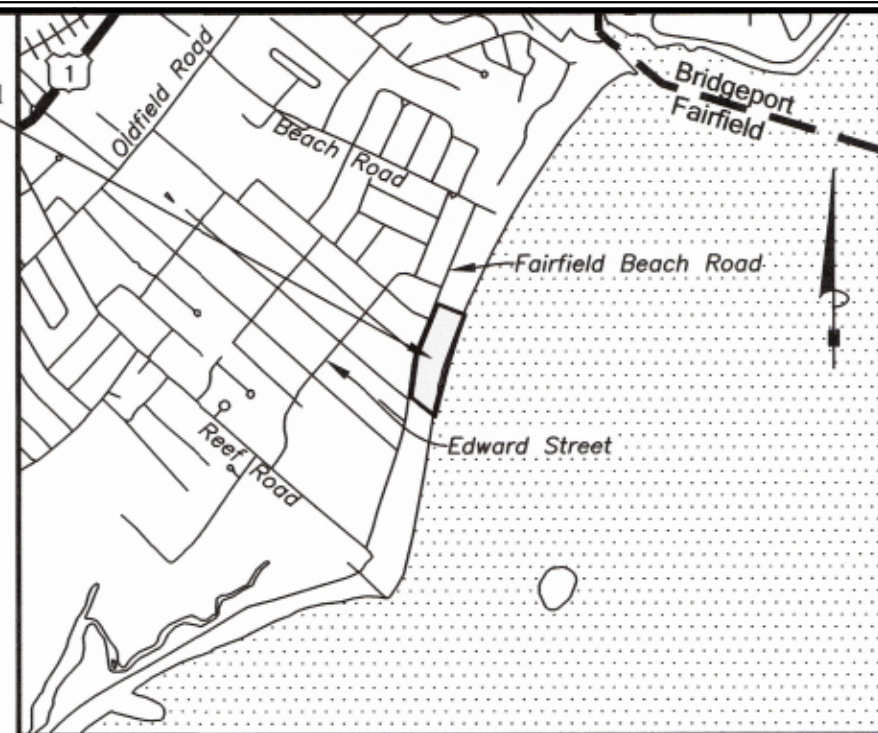 1
Oldfield Road
Bridgeport
Fairfield
Beach Road
Fairfield Beach Road
Edward Street
Reef Road